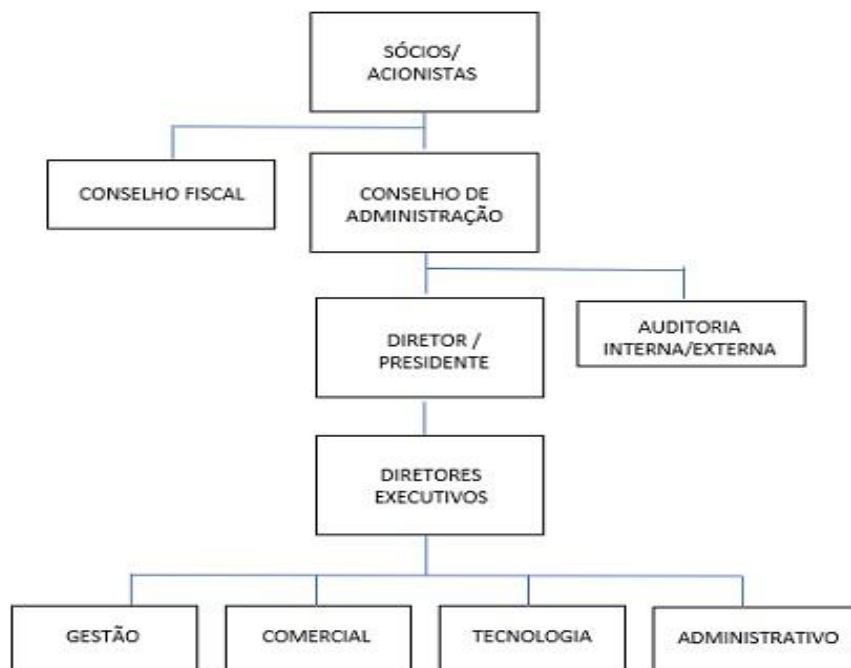 SÓCIOS/
ACIONISTAS
CONSELHO FISCAL
CONSELHO DE
ADMINISTRAÇÃO
DIRETOR /
PRESIDENTE
AUDITORIA
INTERNA/EXTERNA
DIRETORES
EXECUTIVOS
GESTÃO
COMERCIAL
TECNOLOGIA
ADMINISTRATIVO